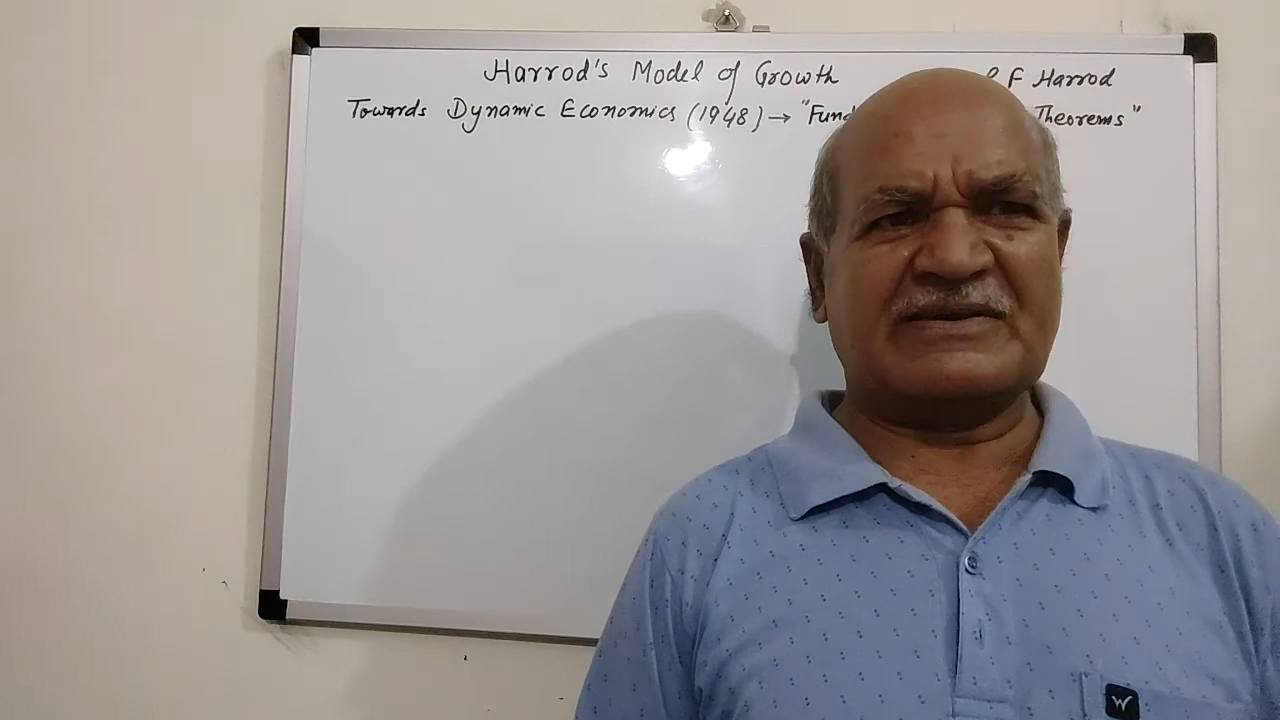 Harrod's Model of Growth F Harrod
Towards Dynamic Economics (1948) → "Fund Theorems"
W